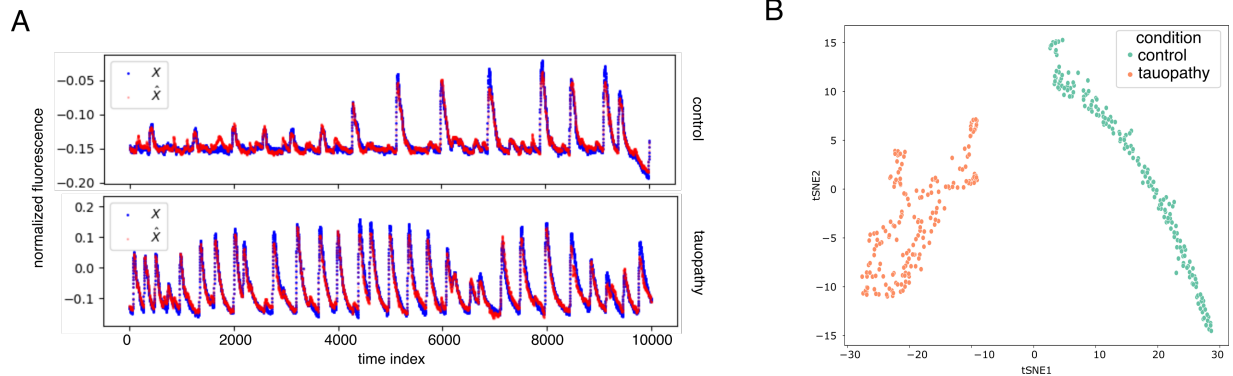 A
normalized fluorescence
−0.05
−0.10
−0.15
−0.20
x
x̂
control
0.2
0.1
0.0
−0.1
x
x̂
tauopathy
0
2000
4000
6000
8000
10000
time index
B
condition
control
tauopathy
tSNE2
15
10
5
0
−5
−10
−15
−30
−20
−10
0
10
20
30
tSNE1